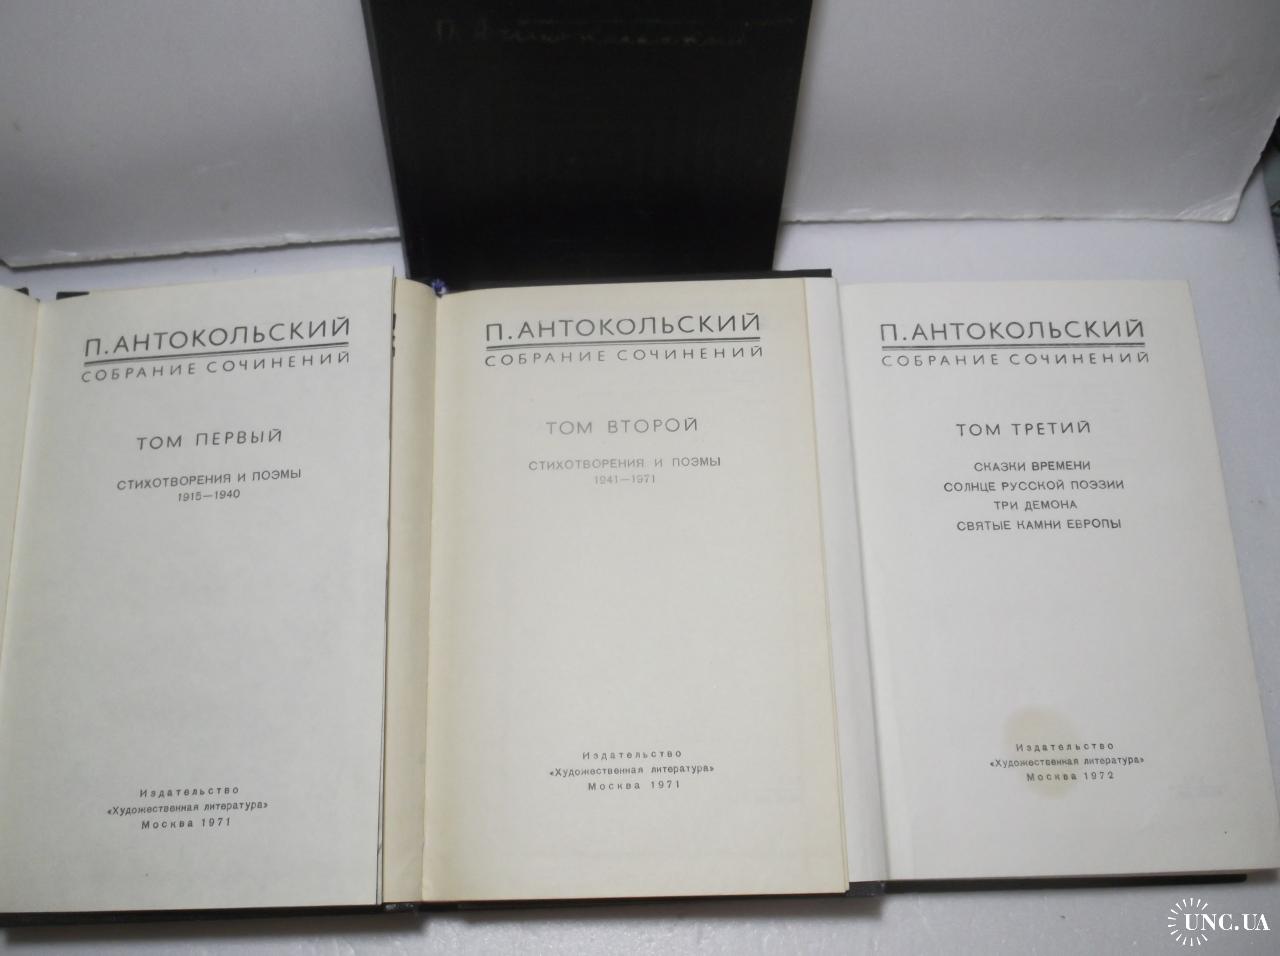 П. Антокольский
П. АНТОКОЛЬСКИЙ
СОБРАНИЕ СОЧИНЕНИЙ
ТОМ ПЕРВЫЙ
СТИХОТВОРЕНИЯ И ПОЭМЫ
1915—1940
Издательство
«Художественная литература»
Москва 1971
П. АНТОКОЛЬСКИЙ
СОБРАНИЕ СОЧИНЕНИЙ
ТОМ ВТОРОЙ
СТИХОТВОРЕНИЯ И ПОЭМЫ
1941—1971
Издательство
«Художественная литература»
Москва 1971
П. АНТОКОЛЬСКИЙ
СОБРАНИЕ СОЧИНЕНИЙ
ТОМ ТРЕТИЙ
СКАЗКИ ВРЕМЕНИ
СОЛНЦЕ РУССКОЙ ПОЭЗИИ
ТРИ ДЕМОНА
СВЯТЫЕ КАМНИ ЕВРОПЫ
Издательство
«Художественная литература»
Москва 1972
UNC.UA